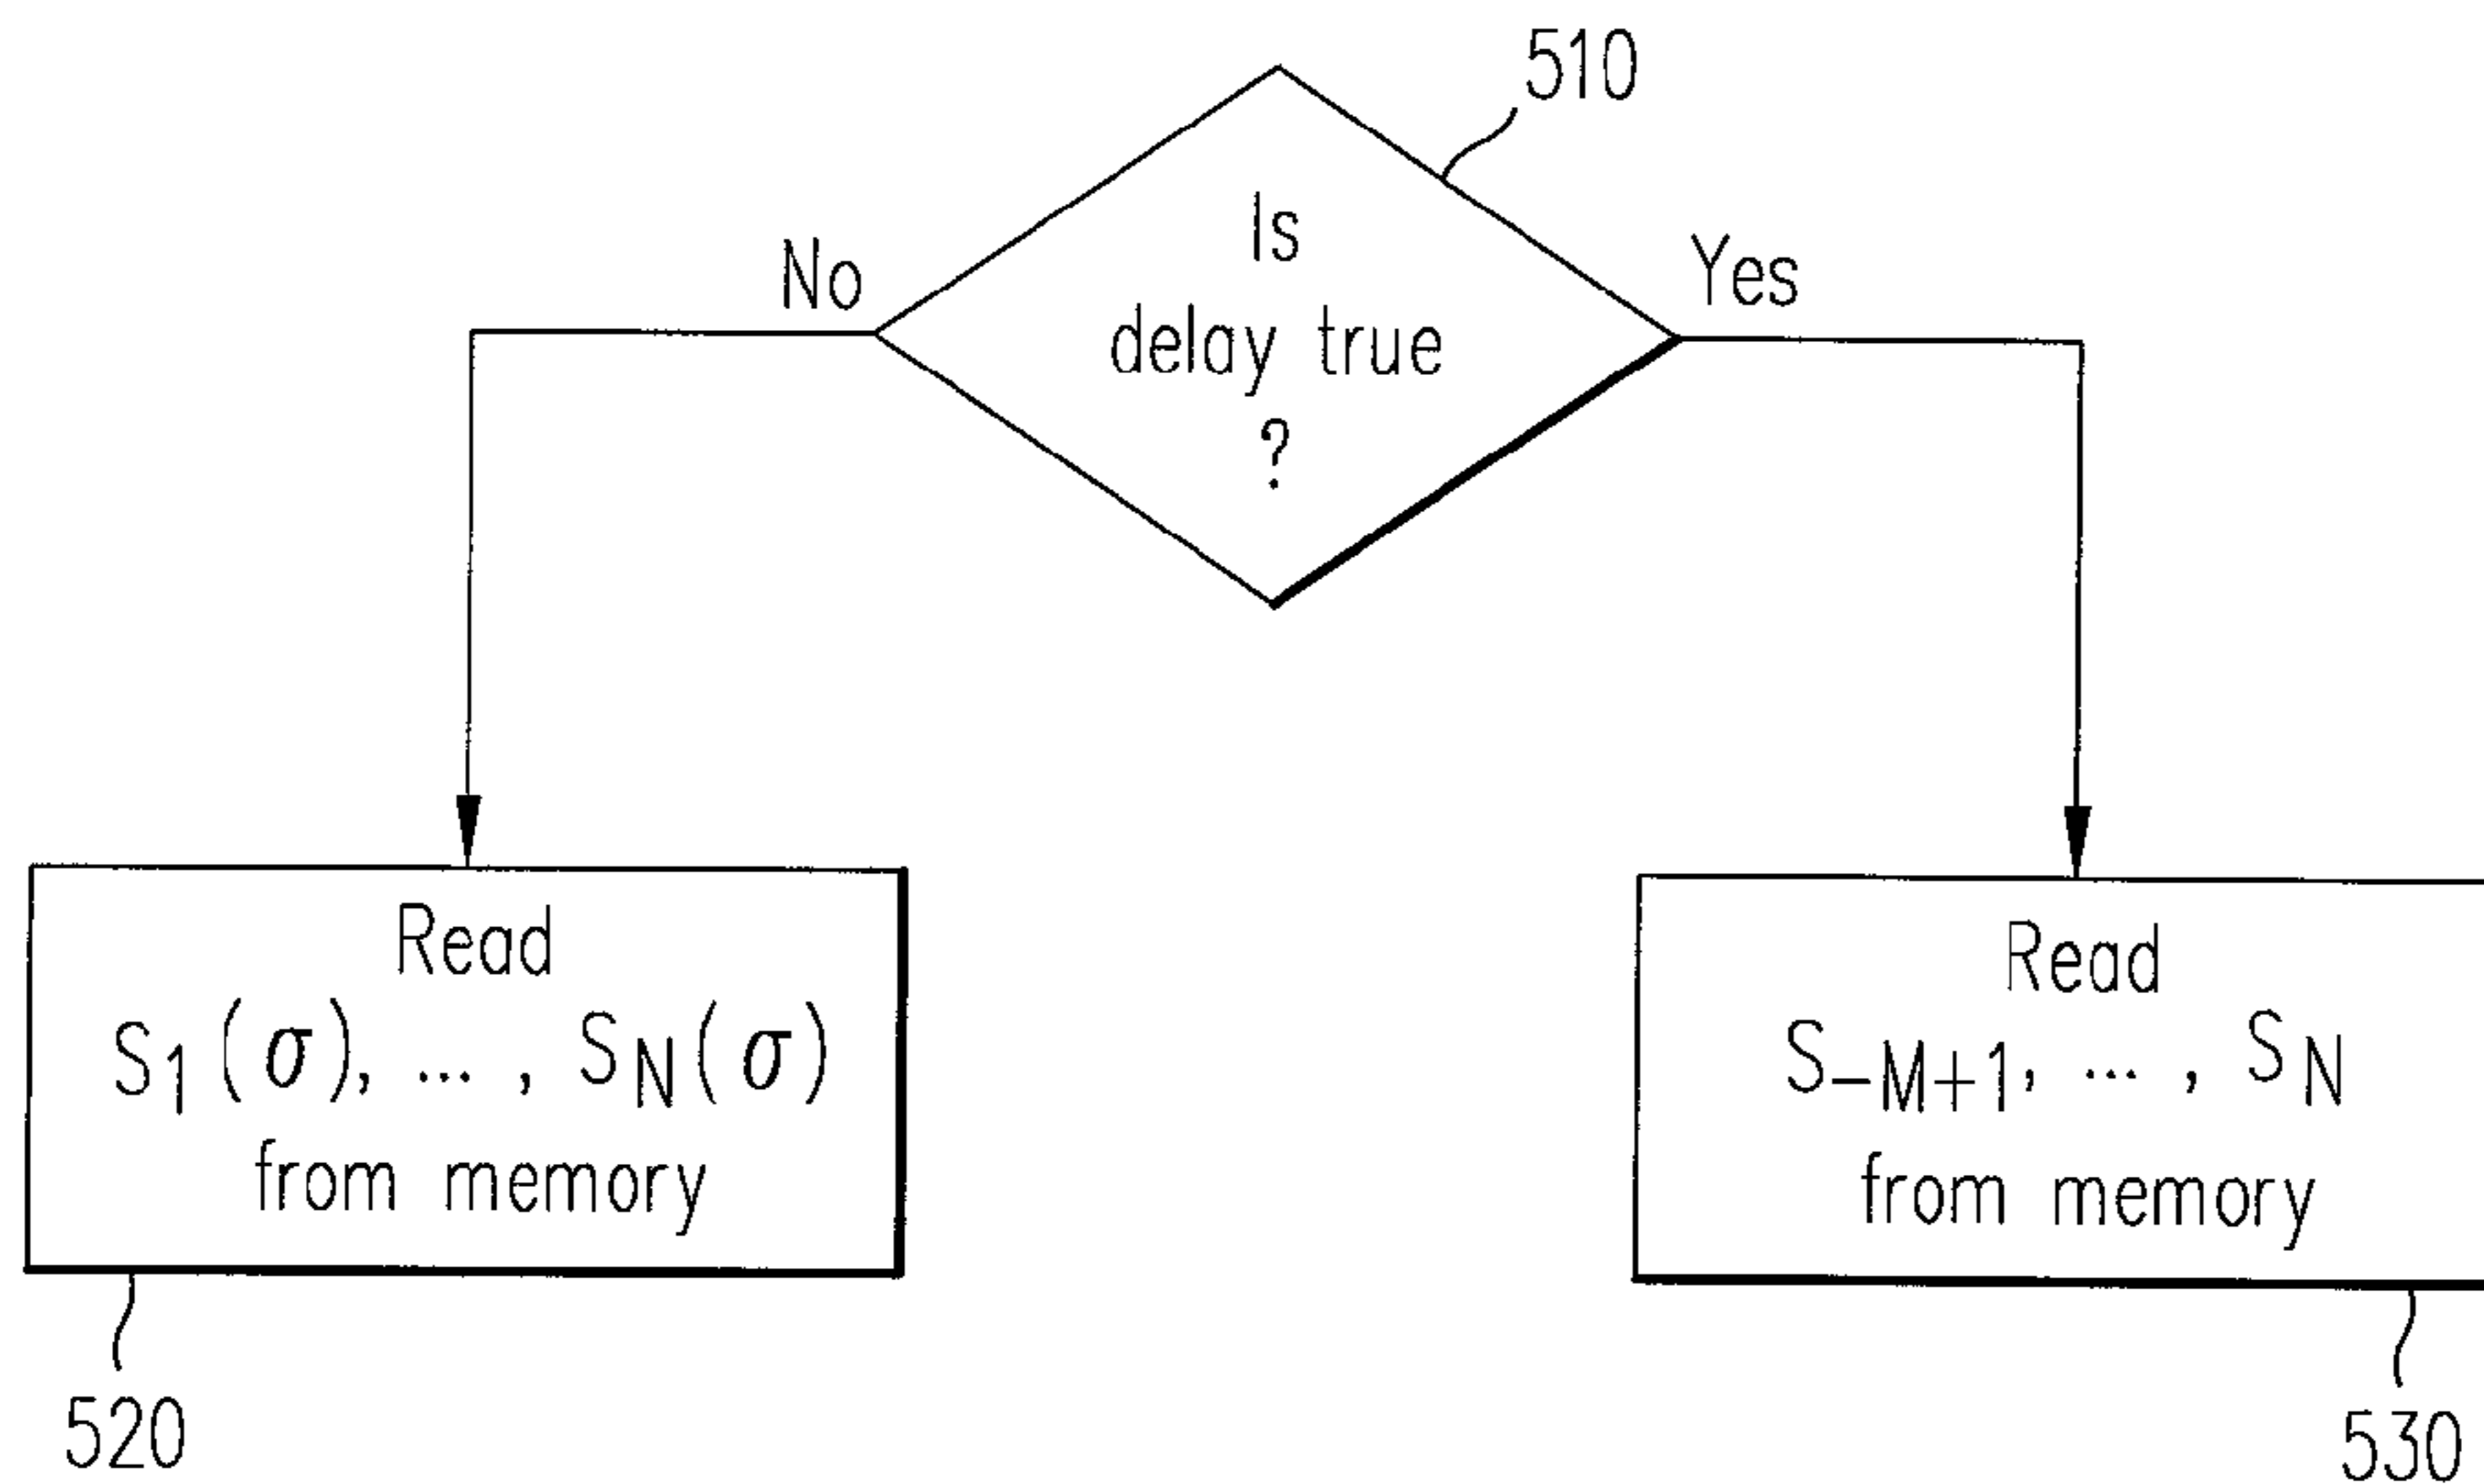 510
Is
delay true
?
No
Yes
Read
S1(σ), ... , SN(σ)
from memory
520
Read
S−M+1, ... , SN
from memory
530